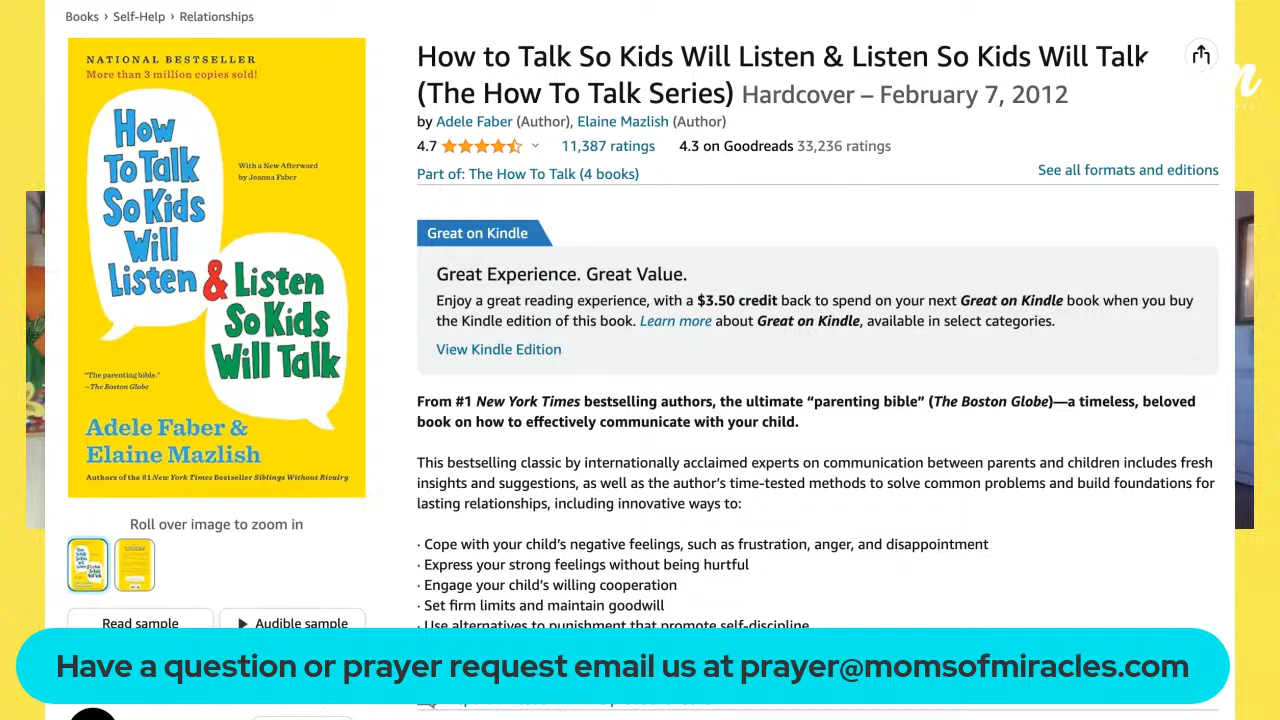 Books › Self-Help › Relationships
NATIONAL BESTSELLER
More than 3 million copies sold!
How
To Talk
So Kids
Will
Listen
&
Listen
So Kids
Will Talk
With a New Afterword
by Joanna Faber
"The parenting bible."
—The Boston Globe
Adele Faber &
Elaine Mazlish
Authors of the #1 New York Times Bestseller Siblings Without Rivalry
Roll over image to zoom in
Read sample
Audible sample
How to Talk So Kids Will Listen & Listen So Kids Will Talk
(The How To Talk Series) Hardcover – February 7, 2012
by Adele Faber (Author), Elaine Mazlish (Author)
4.7 11,387 ratings 4.3 on Goodreads 33,236 ratings
Part of: The How To Talk (4 books)
See all formats and editions
Great on Kindle
Great Experience. Great Value.
Enjoy a great reading experience, with a $3.50 credit back to spend on your next Great on Kindle book when you buy
the Kindle edition of this book. Learn more about Great on Kindle, available in select categories.
View Kindle Edition
From #1 New York Times bestselling authors, the ultimate “parenting bible” (The Boston Globe)—a timeless, beloved
book on how to effectively communicate with your child.
This bestselling classic by internationally acclaimed experts on communication between parents and children includes fresh
insights and suggestions, as well as the author’s time-tested methods to solve common problems and build foundations for
lasting relationships, including innovative ways to:
· Cope with your child’s negative feelings, such as frustration, anger, and disappointment
· Express your strong feelings without being hurtful
· Engage your child’s willing cooperation
· Set firm limits and maintain goodwill
· Use alternatives to punishment that promote self-discipline
Have a question or prayer request email us at prayer@momsofmiracles.com